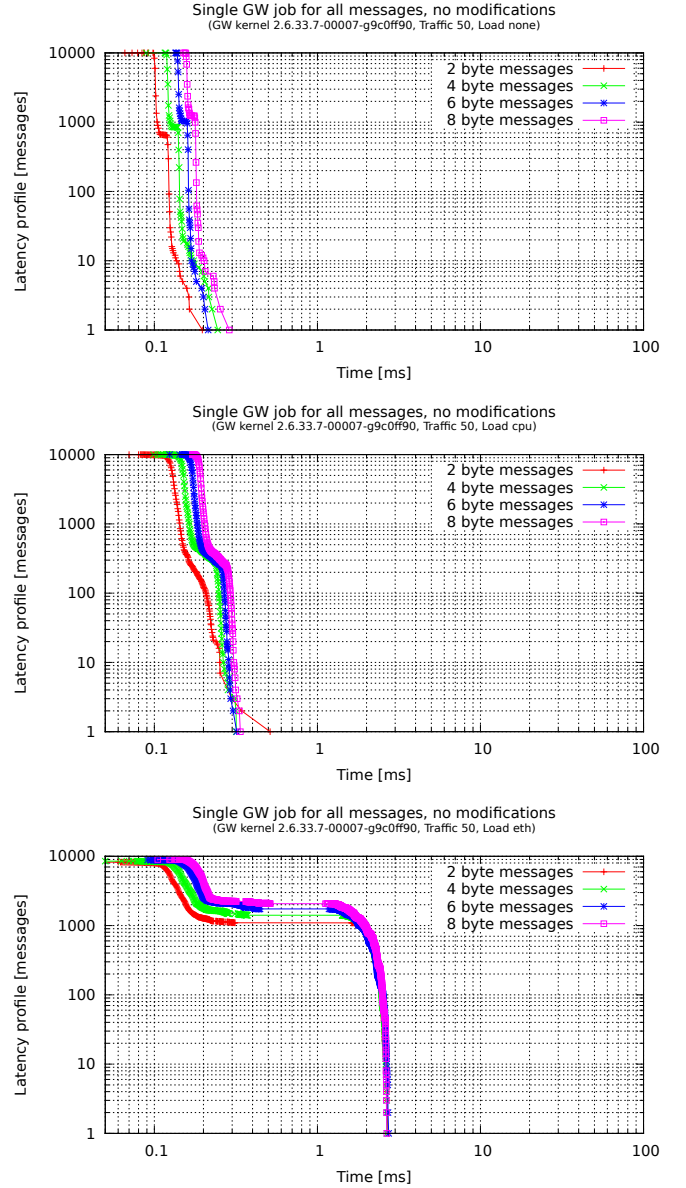 Single GW job for all messages, no modifications
(GW kernel 2.6.33.7-00007-g9c0ff90, Traffic 50, Load none)
Latency profile [messages]
10000
1000
100
10
1
2 byte messages
4 byte messages
6 byte messages
8 byte messages
0.1 1 10 100
Time [ms]
Single GW job for all messages, no modifications
(GW kernel 2.6.33.7-00007-g9c0ff90, Traffic 50, Load cpu)
Latency profile [messages]
10000
1000
100
10
1
2 byte messages
4 byte messages
6 byte messages
8 byte messages
0.1 1 10 100
Time [ms]
Single GW job for all messages, no modifications
(GW kernel 2.6.33.7-00007-g9c0ff90, Traffic 50, Load eth)
Latency profile [messages]
10000
1000
100
10
1
2 byte messages
4 byte messages
6 byte messages
8 byte messages
0.1 1 10 100
Time [ms]